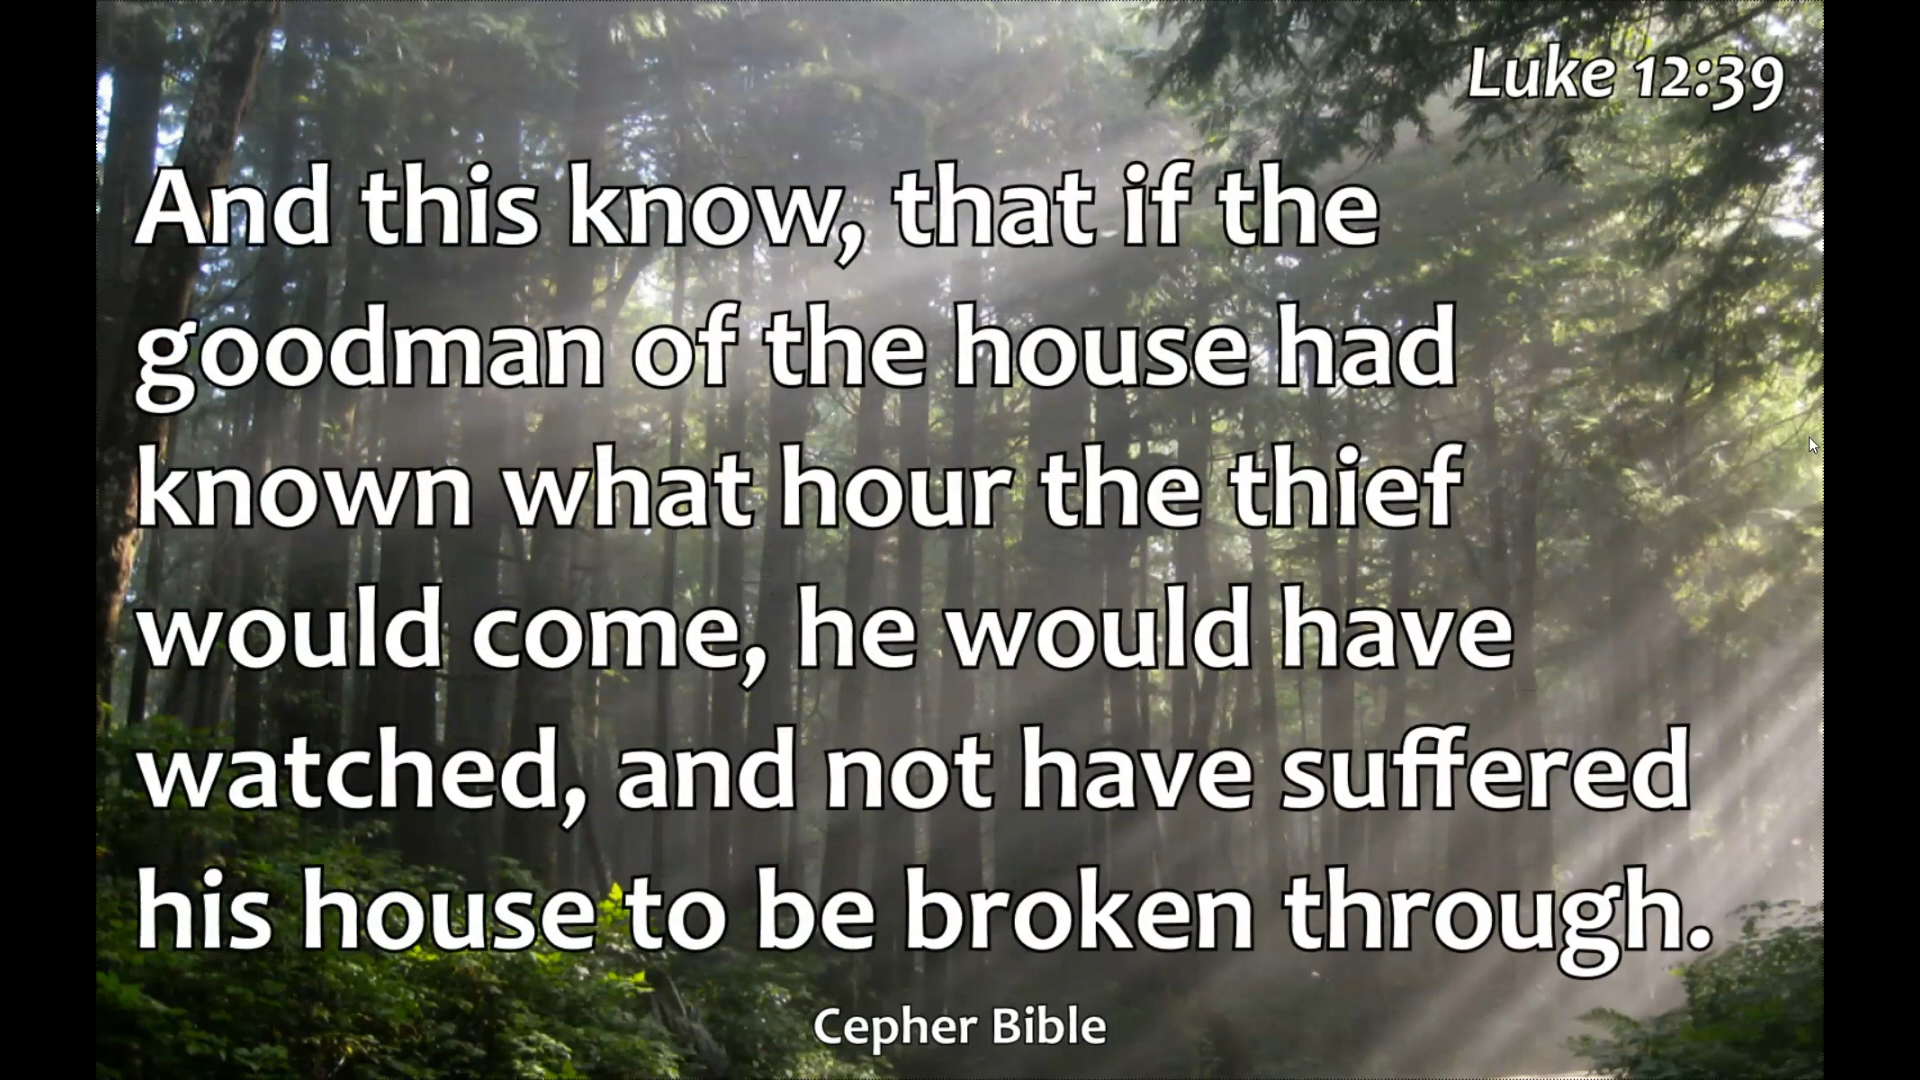 Luke 12:39
And this know, that if the
goodman of the house had
known what hour the thief
would come, he would have
watched, and not have suffered
his house to be broken through.
Cepher Bible